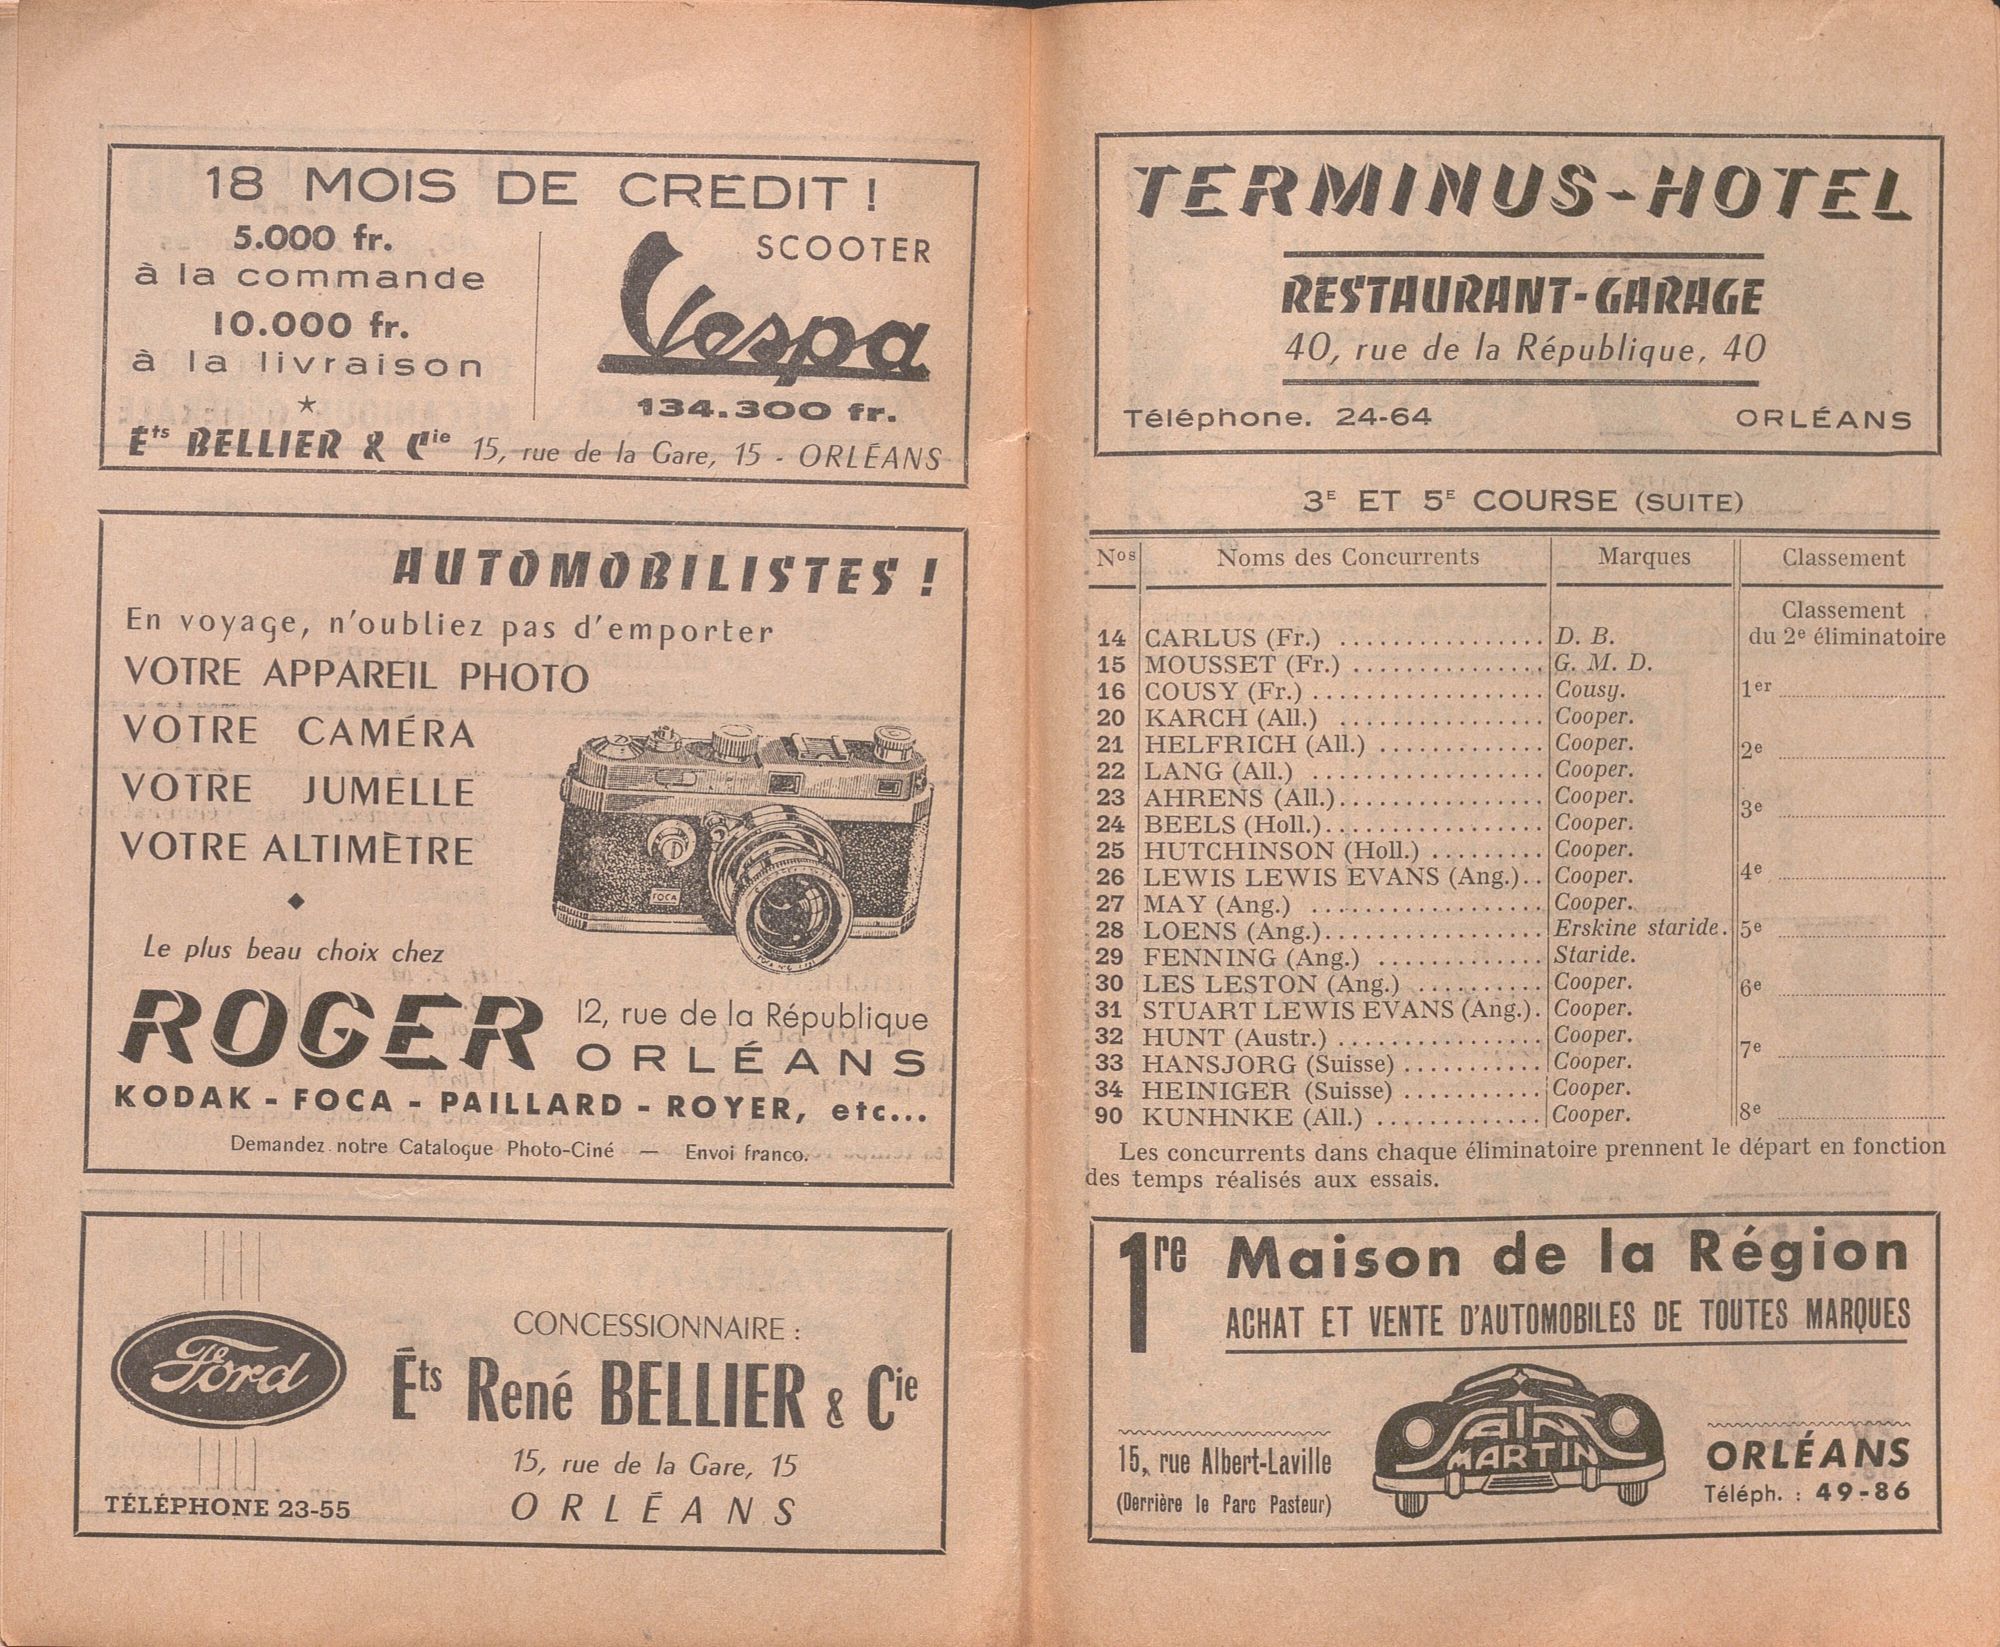 18 MOIS DE CRÉDIT !
5.000 fr.
à la commande
10.000 fr.
à la livraison
SCOOTER
Vespa
134.300 fr.
Ets BELLIER & Cie 15, rue de la Gare, 15 - ORLÉANS
AUTOMOBILISTES !
En voyage, n'oubliez pas d'emporter
VOTRE APPAREIL PHOTO
VOTRE CAMÉRA
VOTRE JUMELLE
VOTRE ALTIMÈTRE
FOCA
Le plus beau choix chez
ROGER 12, rue de la République
ORLÉANS
KODAK - FOCA - PAILLARD - ROYER, etc...
Demandez notre Catalogue Photo-Ciné — Envoi franco.
Ford
TÉLÉPHONE 23-55
CONCESSIONNAIRE :
Éts René BELLIER & Cie
15, rue de la Gare, 15
ORLÉANS
TERMINUS-HOTEL
RESTAURANT-GARAGE
40, rue de la République, 40
Téléphone. 24-64 ORLÉANS
3E ET 5E COURSE (SUITE)
Nos Noms des Concurrents Marques Classement
Classement
du 2e éliminatoire
14 CARLUS (Fr.) ................ D. B.
15 MOUSSET (Fr.) ............... G. M. D.
16 COUSY (Fr.) .................. Cousy. 1er ..................
20 KARCH (All.) ................ Cooper.
21 HELFRICH (All.) ............. Cooper. 2e ..................
22 LANG (All.) .................. Cooper.
23 AHRENS (All.)................ Cooper. 3e ..................
24 BEELS (Holl.)................. Cooper.
25 HUTCHINSON (Holl.) ......... Cooper.
26 LEWIS LEWIS EVANS (Ang.).. Cooper. 4e ..................
27 MAY (Ang.) .................. Cooper.
28 LOENS (Ang.)................. Erskine staride. 5e ..................
29 FENNING (Ang.) ............. Staride.
30 LES LESTON (Ang.) .......... Cooper. 6e ..................
31 STUART LEWIS EVANS (Ang.). Cooper.
32 HUNT (Austr.) ................ Cooper. 7e ..................
33 HANSJORG (Suisse) ........... Cooper.
34 HEINIGER (Suisse) ........... Cooper.
90 KUNHNKE (All.) ............. Cooper. 8e ..................
Les concurrents dans chaque éliminatoire prennent le départ en fonction
des temps réalisés aux essais.
1re Maison de la Région
ACHAT ET VENTE D'AUTOMOBILES DE TOUTES MARQUES
AIN
MARTIN
15, rue Albert-Laville
(Derrière le Parc Pasteur)
ORLÉANS
Téléph. : 49-86